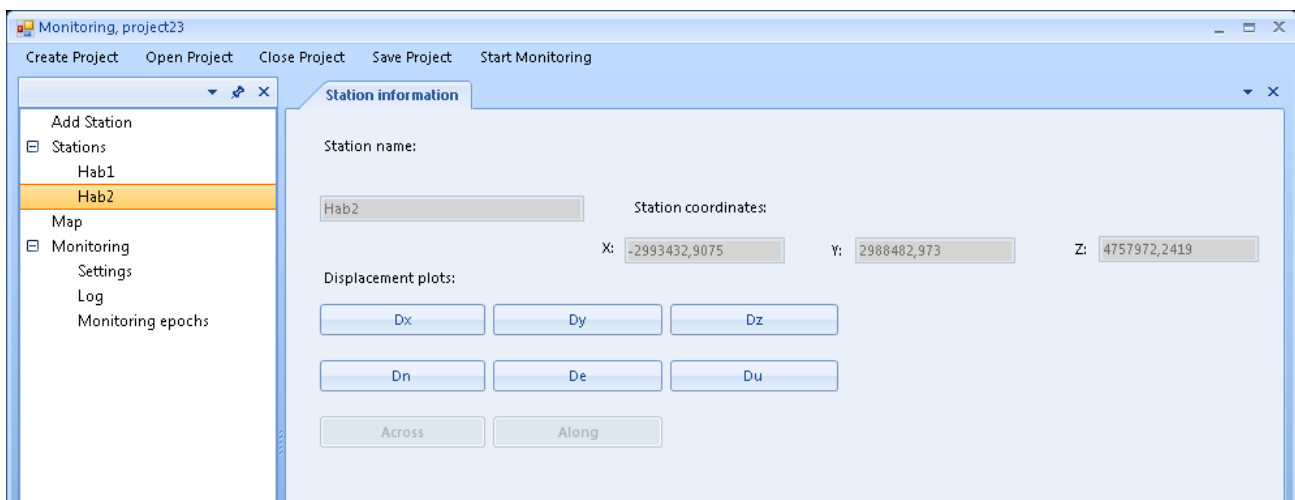 Monitoring, project23
Create Project Open Project Close Project Save Project Start Monitoring
Station information
Add Station
Stations
Hab1
Hab2
Map
Monitoring
Settings
Log
Monitoring epochs
Station name:
Hab2
Station coordinates:
X: -2993432,9075 Y: 2988482,973 Z: 4757972,2419
Displacement plots:
Dx Dy Dz
Dn De Du
Across Along